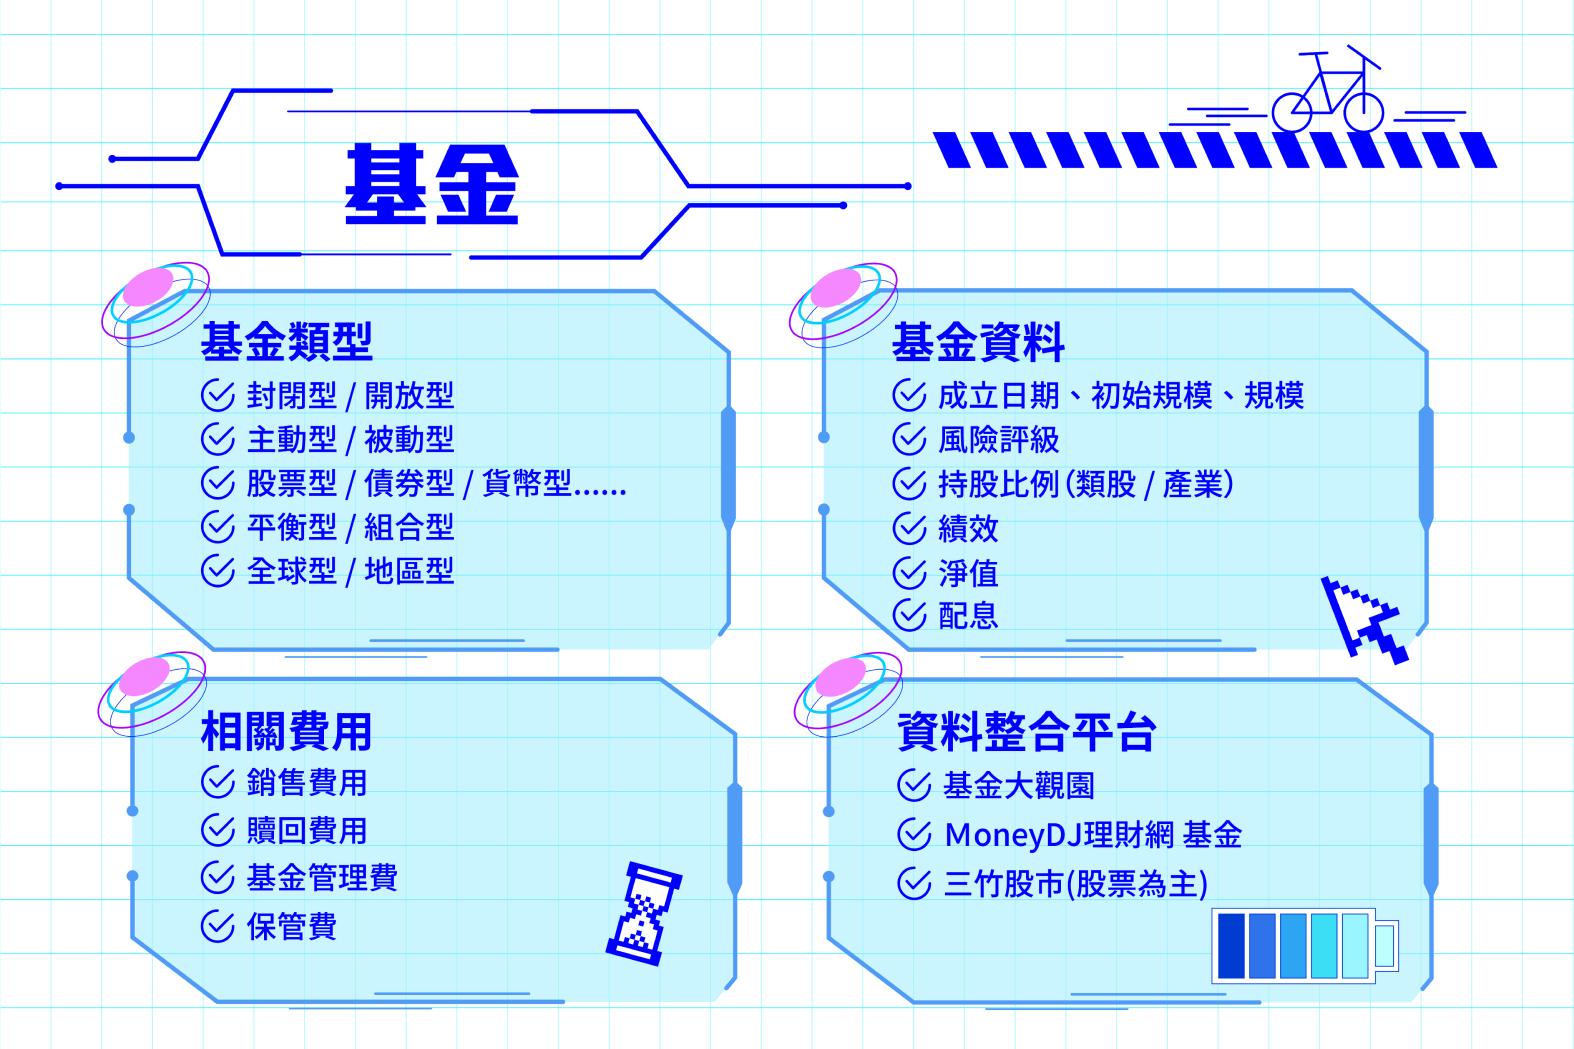 基金
基金類型
封閉型 / 開放型
主動型 / 被動型
股票型 / 債券型 / 貨幣型......
平衡型 / 組合型
全球型 / 地區型
基金資料
成立日期、初始規模、規模
風險評級
持股比例（類股 / 產業）
績效
淨值
配息
相關費用
銷售費用
贖回費用
基金管理費
保管費
資料整合平台
基金大觀園
MoneyDJ理財網 基金
三竹股市(股票為主)